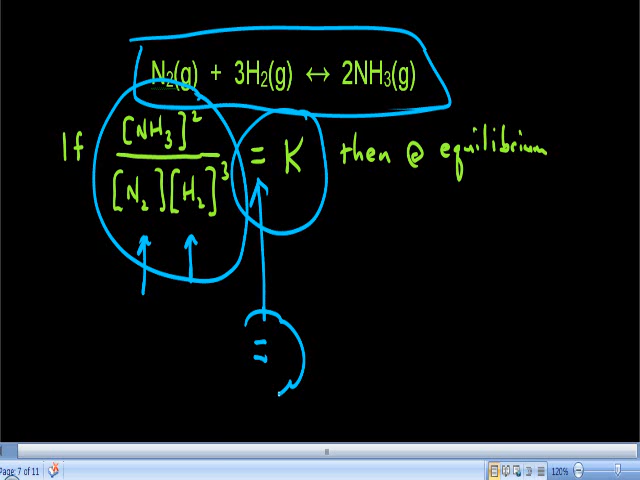 N2(g) + 3H2(g) ↔ 2NH3(g)
If [NH₃]² / [N₂][H₂]³ = K then @ equilibrium
=
Page: 7 of 11 120%